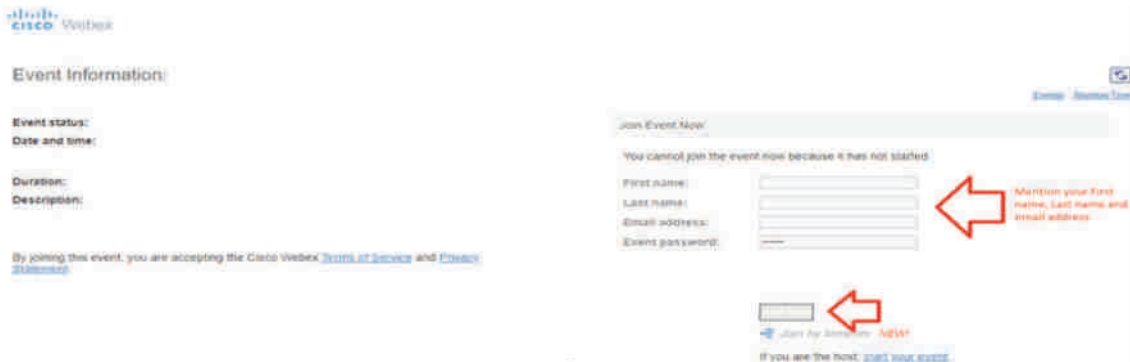 CISCO Webex
Event Information:
English
Event status:
Date and time:
Duration:
Description:
By joining this event, you are accepting the Cisco Webex Terms of Service and Privacy
Statement.
Join Event Now
You cannot join the event now because it has not started
First name:
Last name:
Email address:
Event password:
Mention your First
name, Last name and
email address
Join by
NEW!
If you are the host, start your event